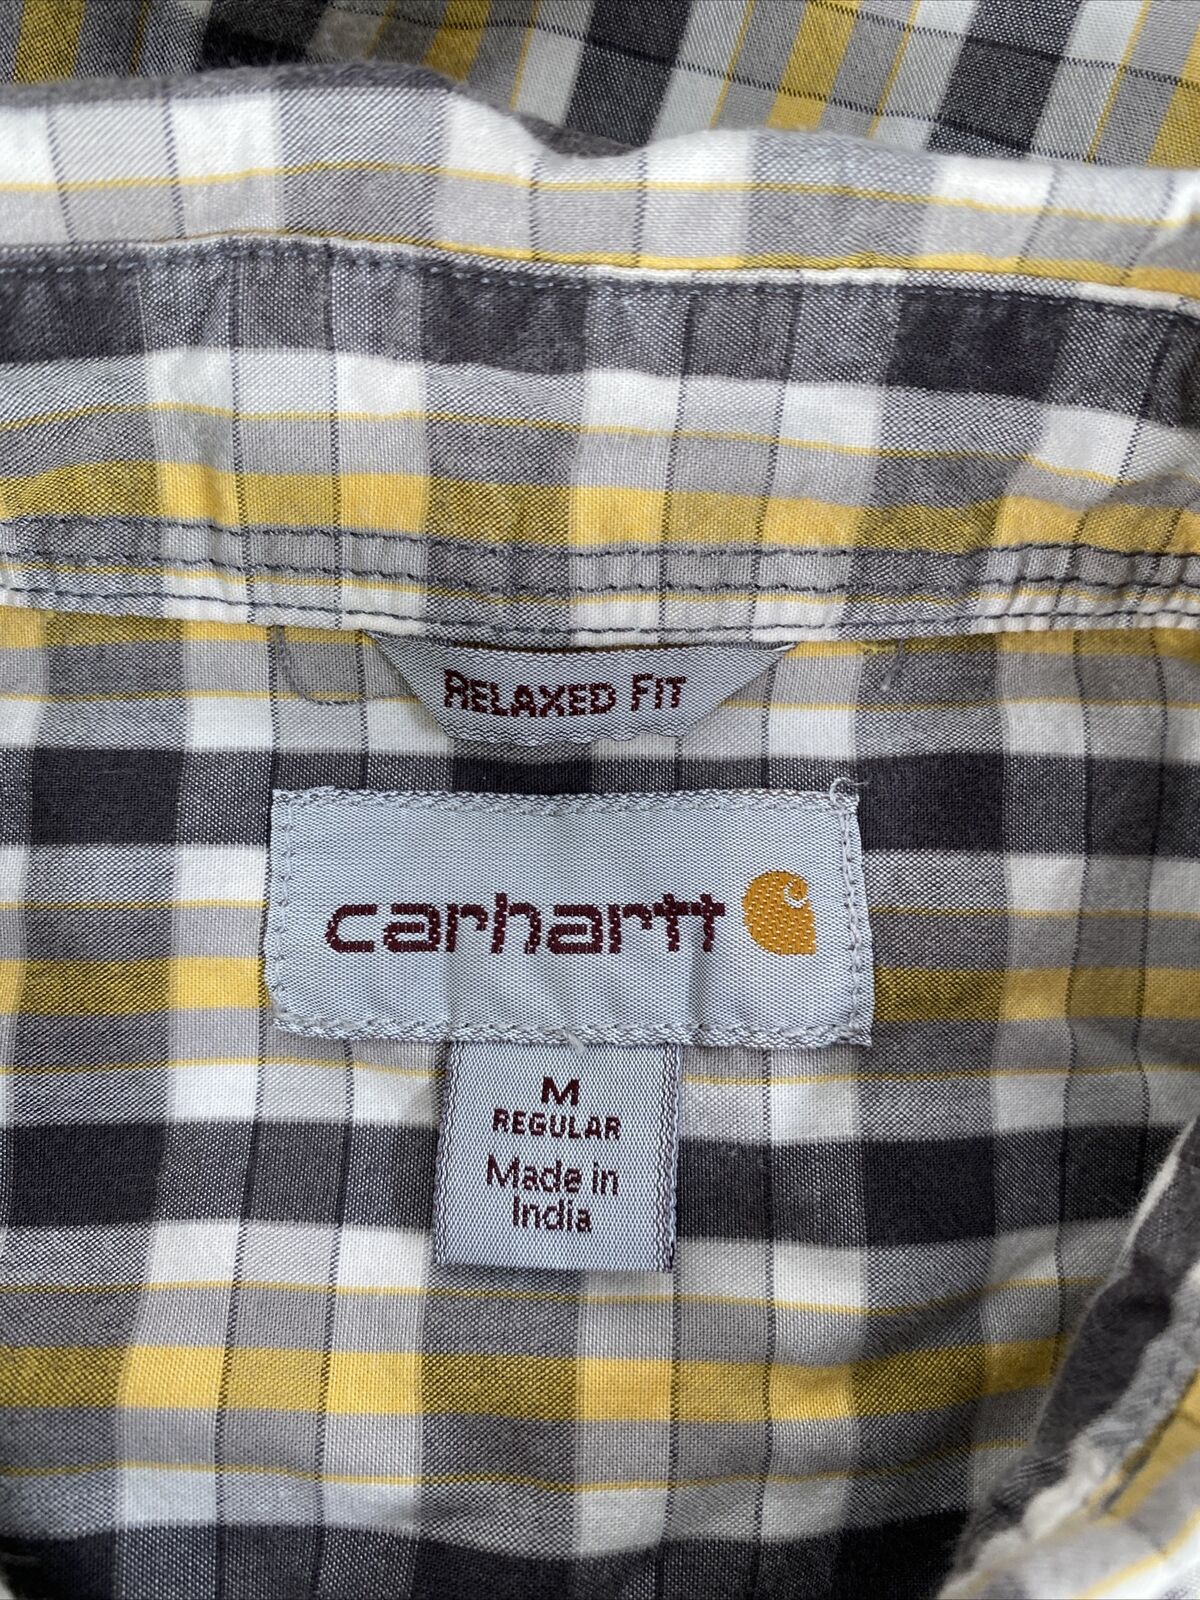 RELAXED FIT
carhartt
M
REGULAR
Made in
India